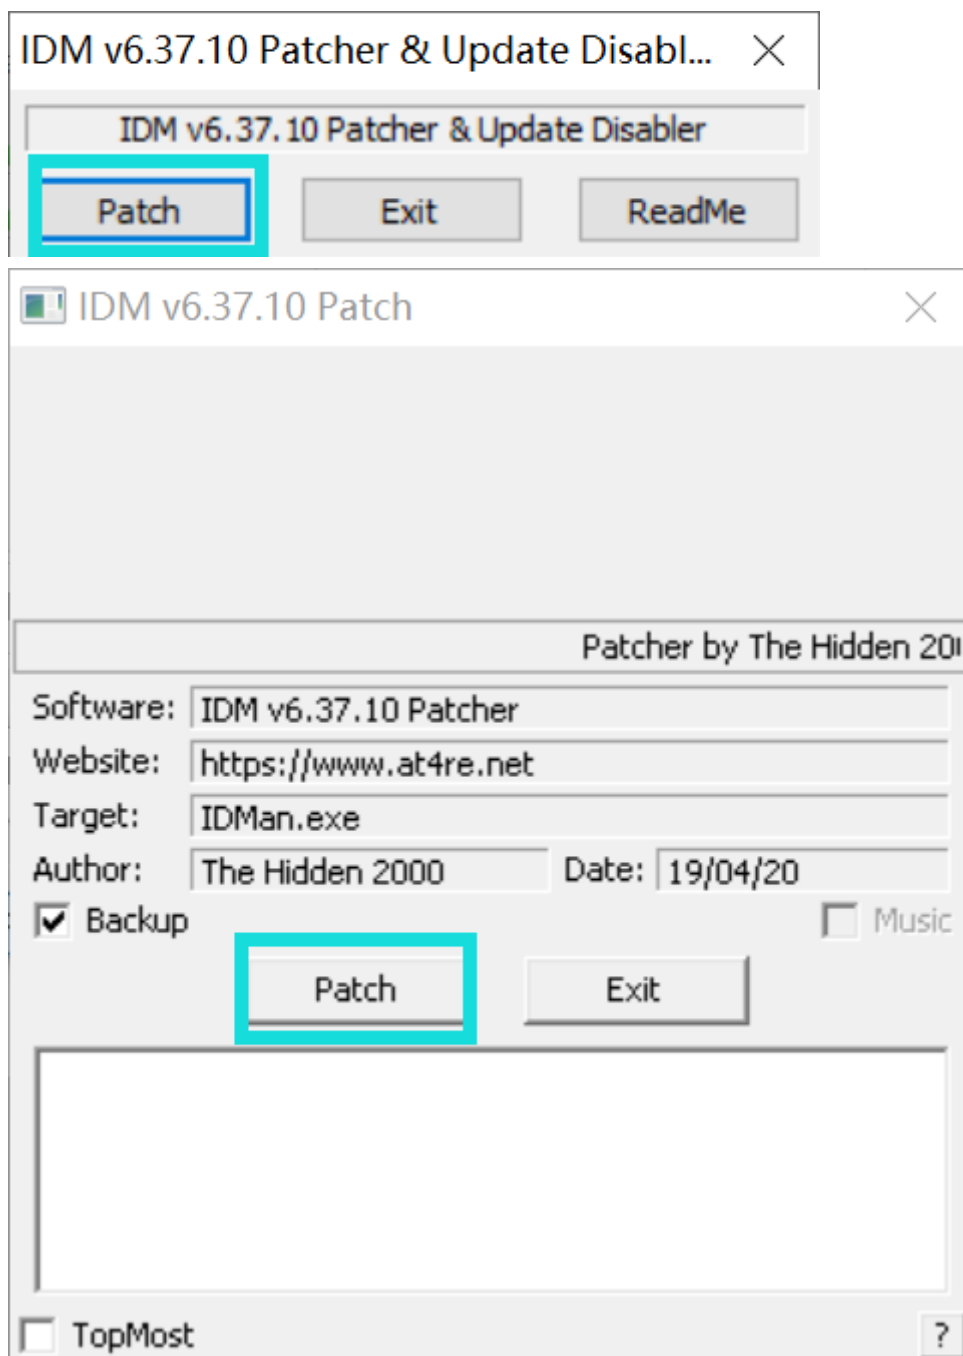 IDM v6.37.10 Patcher & Update Disabl...
IDM v6.37.10 Patcher & Update Disabler
Patch Exit ReadMe
IDM v6.37.10 Patch
Patcher by The Hidden 20
Software: IDM v6.37.10 Patcher
Website: https://www.at4re.net
Target: IDMan.exe
Author: The Hidden 2000 Date: 19/04/20
Backup Music
Patch Exit
TopMost ?